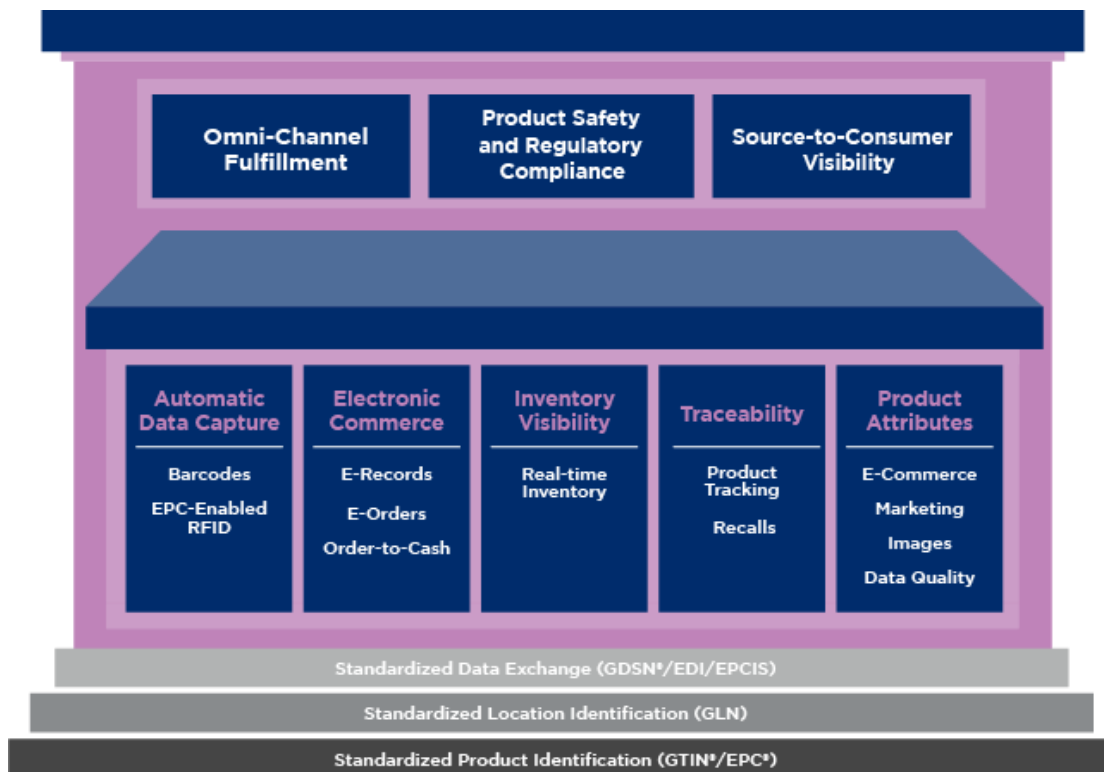 Omni-Channel
Fulfillment
Product Safety
and Regulatory
Compliance
Source-to-Consumer
Visibility
Automatic
Data Capture
Barcodes
EPC-Enabled
RFID
Electronic
Commerce
E-Records
E-Orders
Order-to-Cash
Inventory
Visibility
Real-time
Inventory
Traceability
Product
Tracking
Recalls
Product
Attributes
E-Commerce
Marketing
Images
Data Quality
Standardized Data Exchange (GDSN®/EDI/EPCIS)
Standardized Location Identification (GLN)
Standardized Product Identification (GTIN®/EPC®)